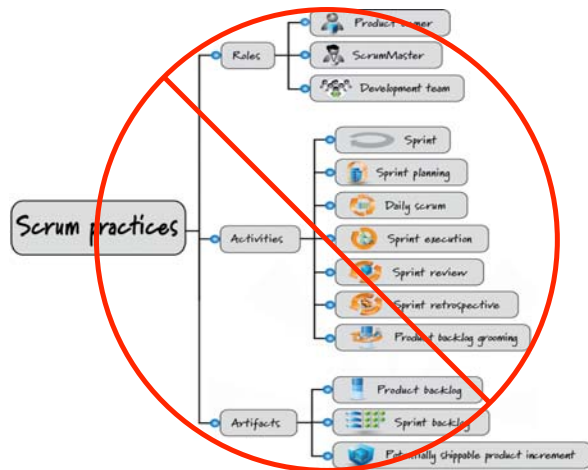 Scrum practices
Roles
Product owner
ScrumMaster
Development team
Activities
Sprint
Sprint planning
Daily scrum
Sprint execution
Sprint review
Sprint retrospective
Product backlog grooming
Artifacts
Product backlog
Sprint backlog
Potentially shippable product increment